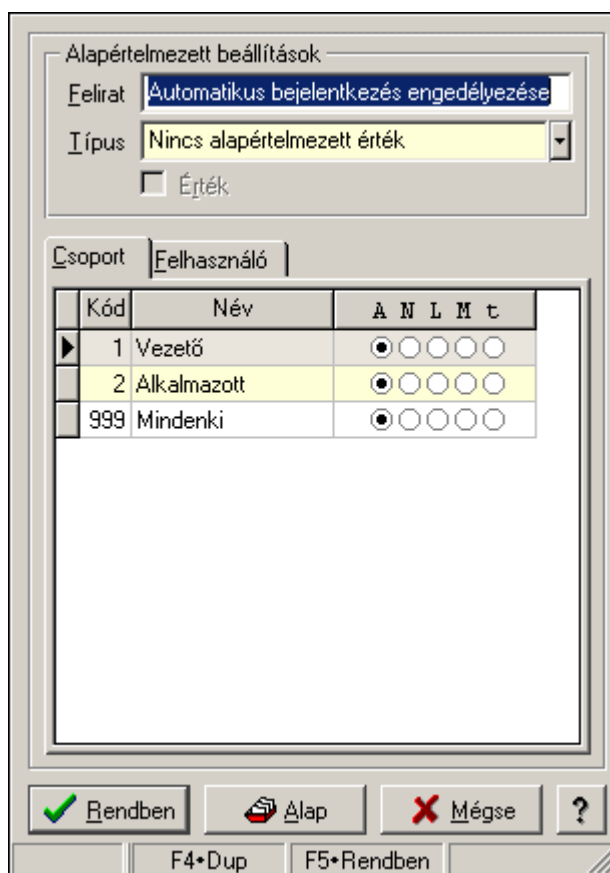 Alapértelmezett beállítások
Felirat Automatikus bejelentkezés engedélyezése
Típus Nincs alapértelmezett érték
Érték
Csoport Felhasználó
Kód Név A N L M t
1 Vezető
2 Alkalmazott
999 Mindenki
Rendben Alap Mégse ?
F4•Dup F5•Rendben